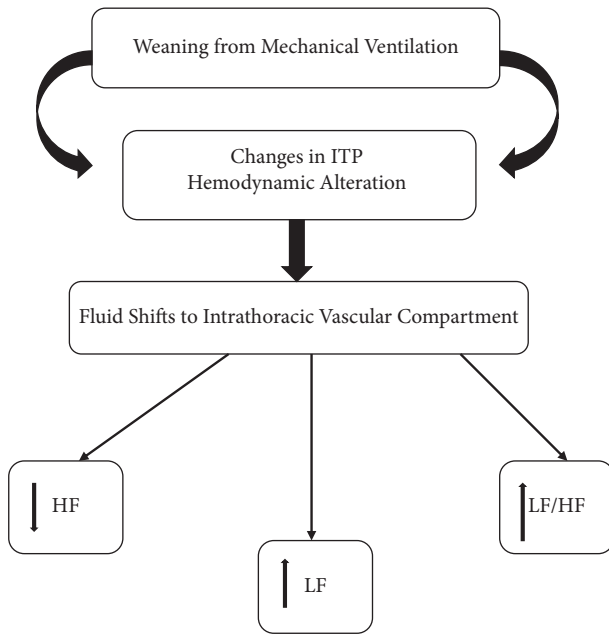 Weaning from Mechanical Ventilation
Changes in ITP
Hemodynamic Alteration
Fluid Shifts to Intrathoracic Vascular Compartment
HF
LF/HF
LF